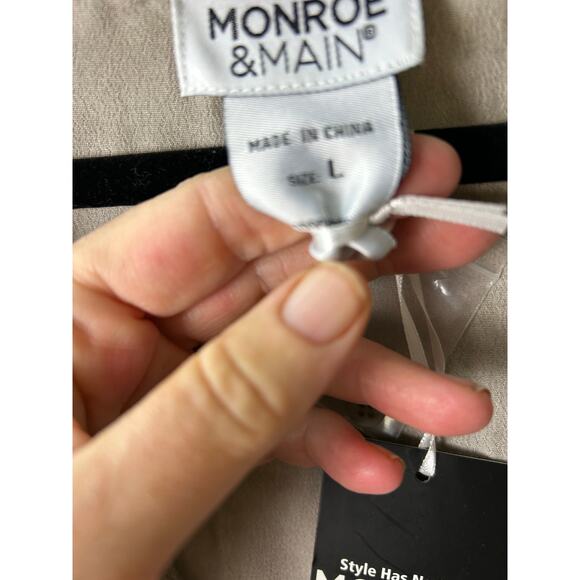 MONROE
&MAIN®
MADE IN CHINA
SIZE: L
Style Has N